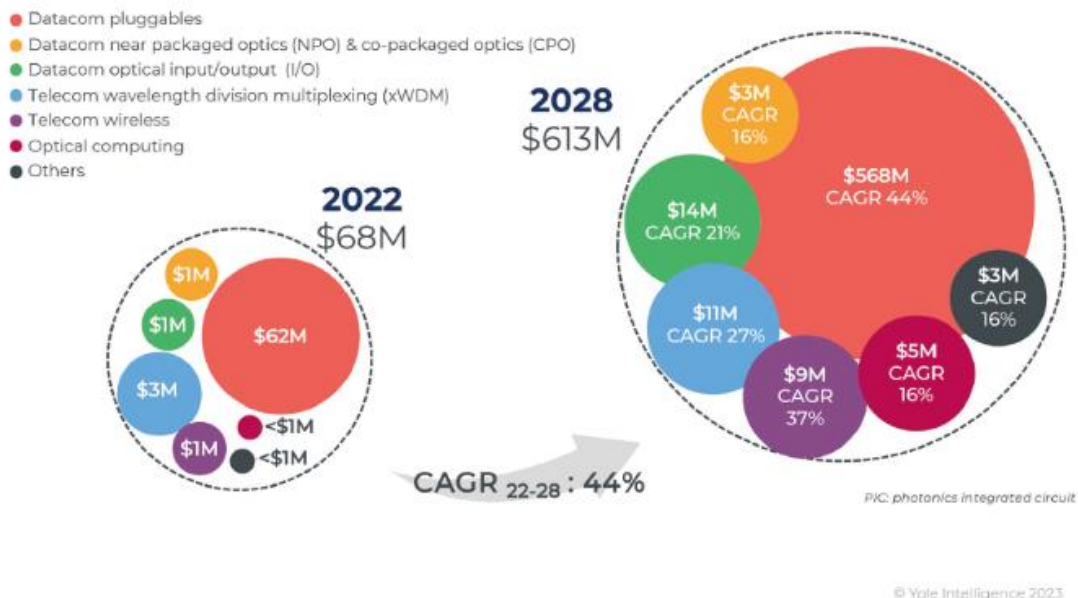 Datacom pluggables
Datacom near packaged optics (NPO) & co-packaged optics (CPO)
Datacom optical input/output (I/O)
Telecom wavelength division multiplexing (xWDM)
Telecom wireless
Optical computing
Others
2022
$68M
$1M
$1M
$62M
$3M
$1M
<$1M
<$1M
CAGR 22-28 : 44%
2028
$613M
$3M
CAGR
16%
$568M
CAGR 44%
$14M
CAGR 21%
$11M
CAGR 27%
$9M
CAGR
37%
$5M
CAGR
16%
$3M
CAGR
16%
PIC: photonics integrated circuit
© Yole Intelligence 2023